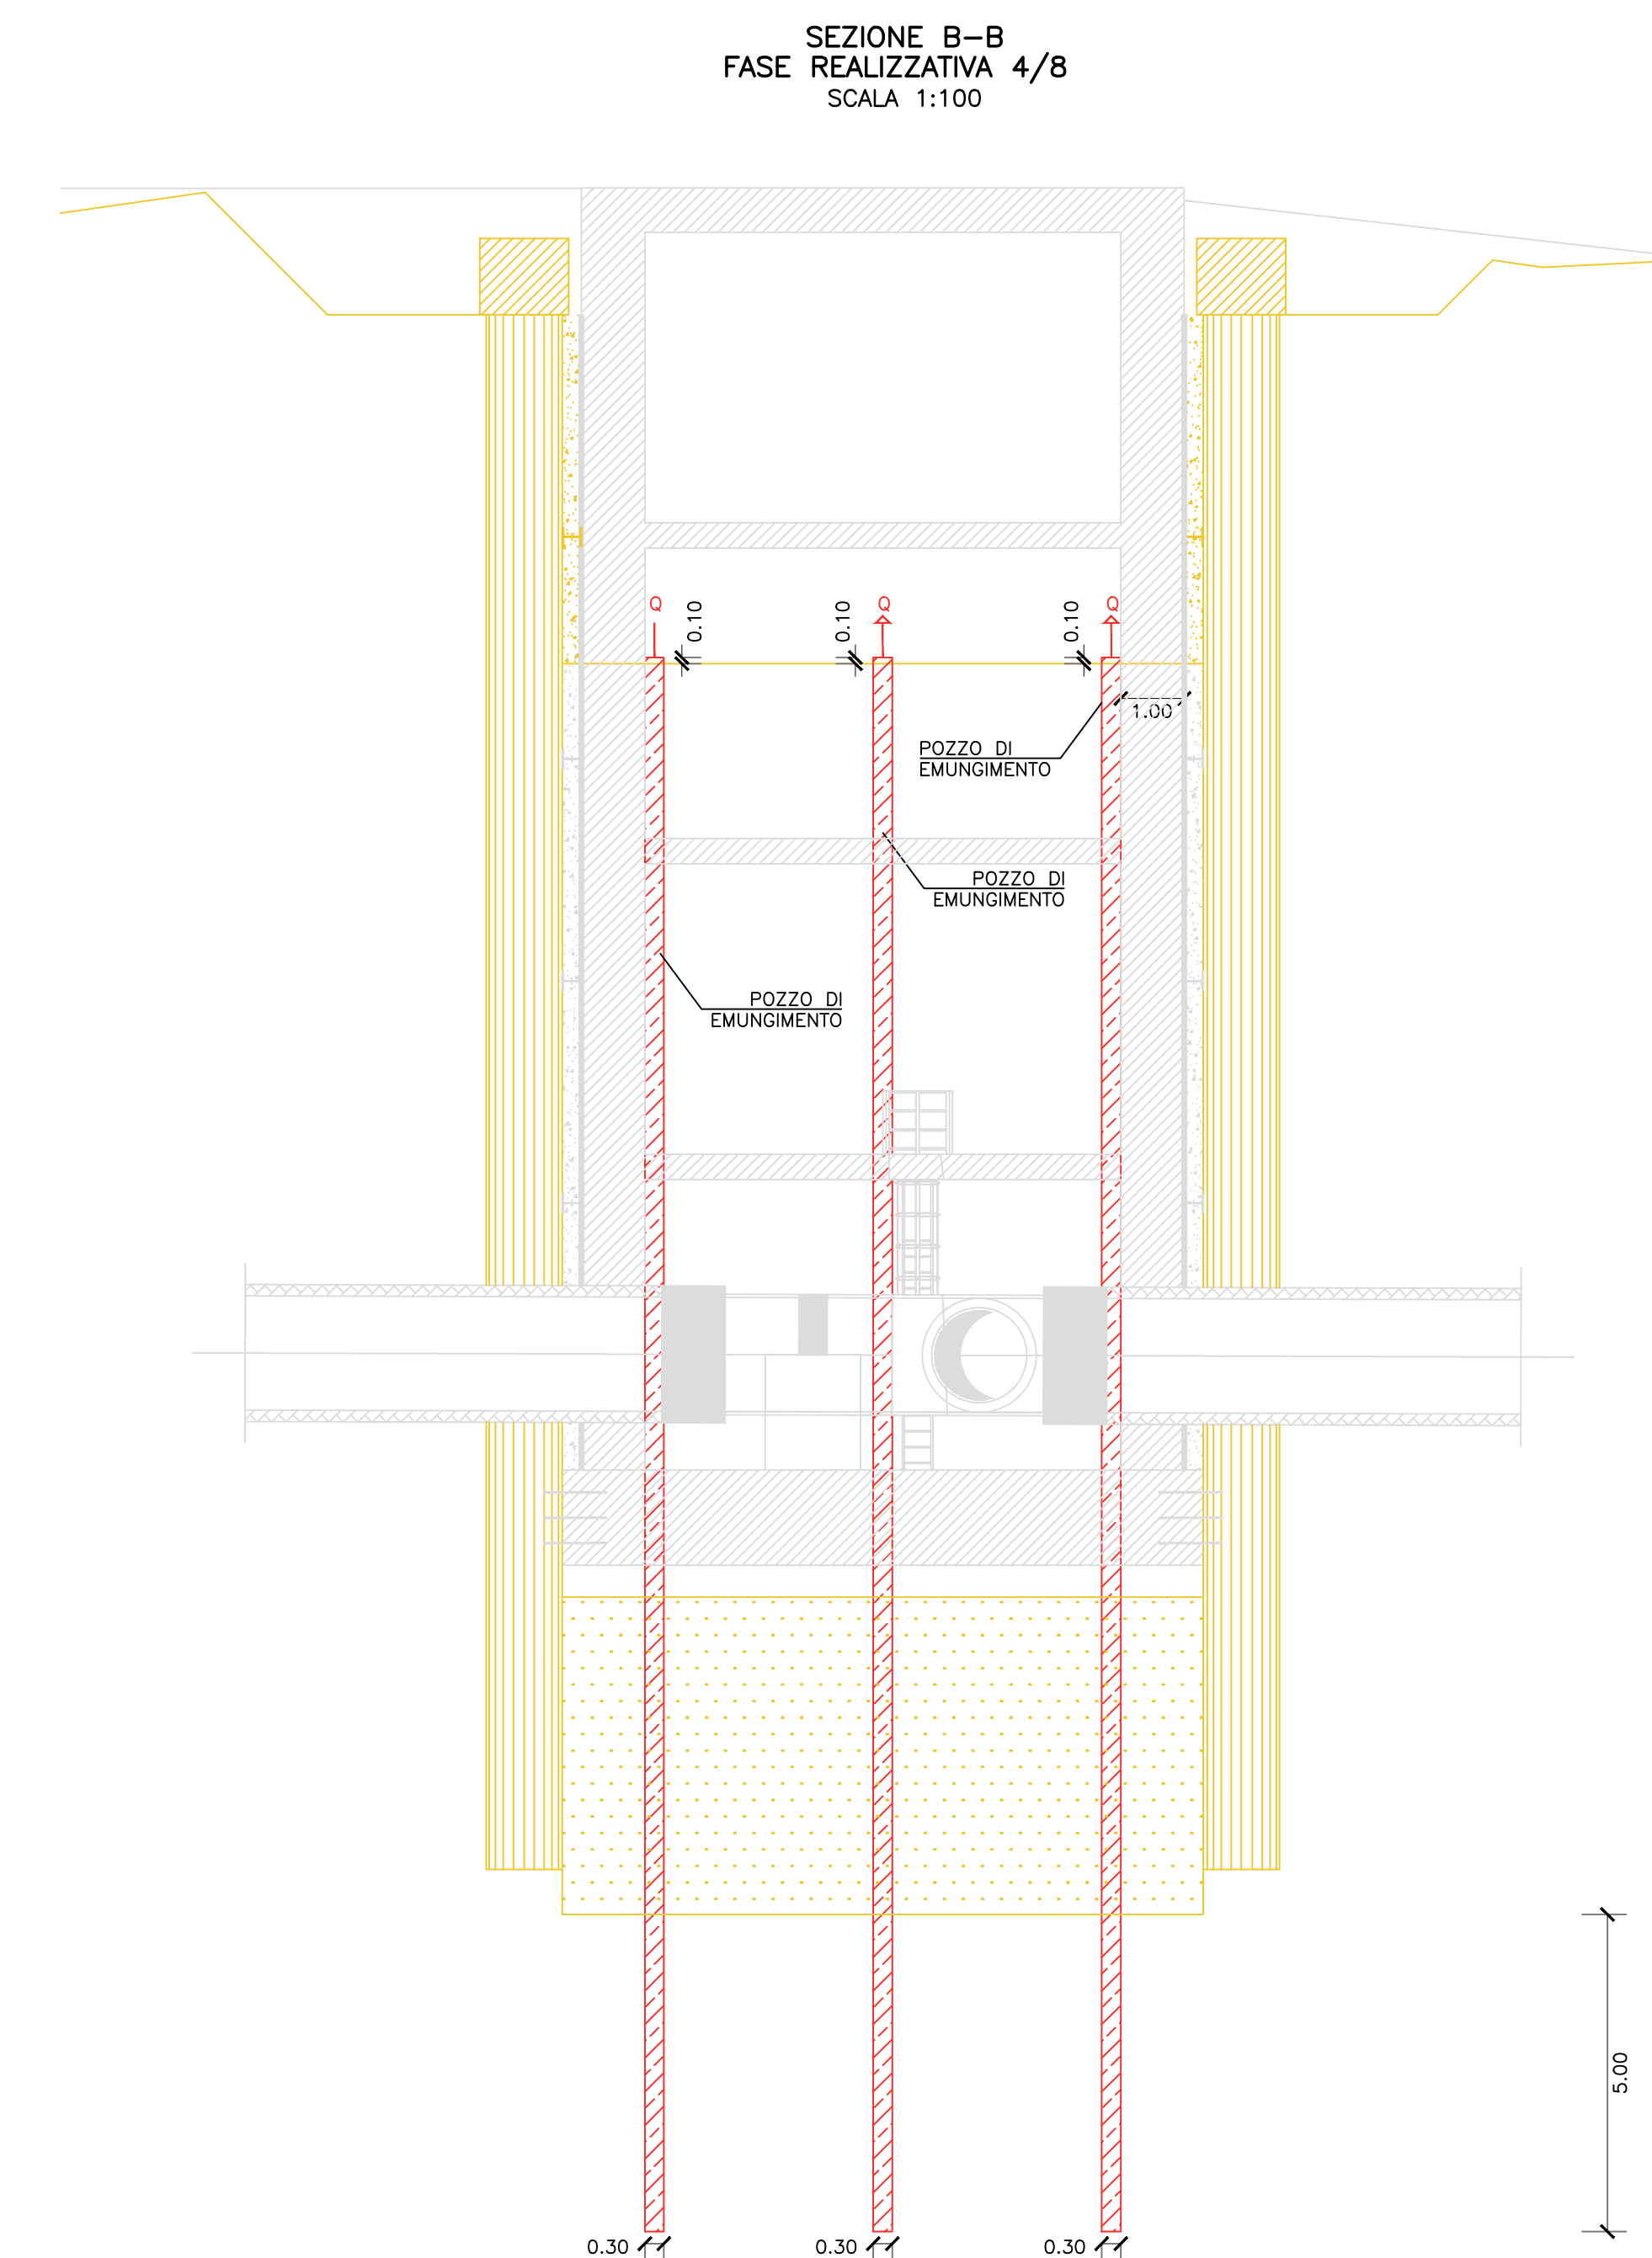 SEZIONE B-B
FASE REALIZZATIVA 4/8
SCALA 1:100
Q
0.10
0.10
Q
0.10
Q
1.00
POZZO DI
EMUNGIMENTO
POZZO DI
EMUNGIMENTO
POZZO DI
EMUNGIMENTO
5.00
0.30
0.30
0.30